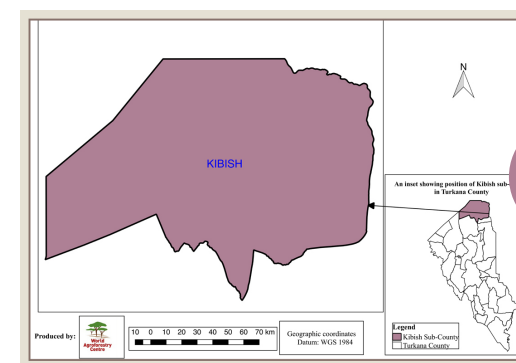 KIBISH
N
An inset showing position of Kibish sub-
in Turkana County
Legend
Kibish Sub-County
Turkana County
Produced by:
World
Agroforestry
Centre
10 0 10 20 30 40 50 60 70 km
Geographic coordinates
Datum: WGS 1984